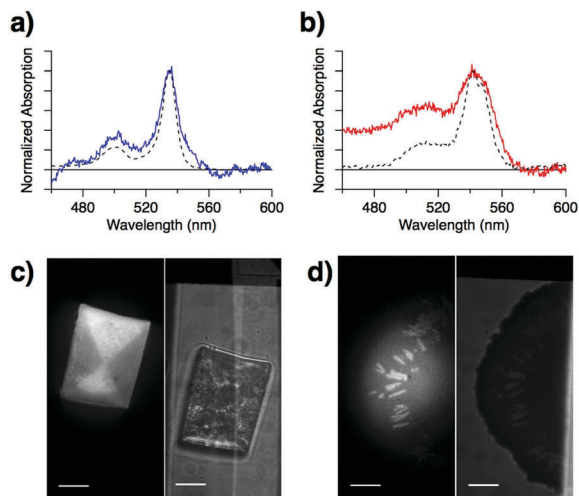 a)
b)
Normalized Absorption
Normalized Absorption
480
520
560
600
480
520
560
600
Wavelength (nm)
Wavelength (nm)
c)
d)